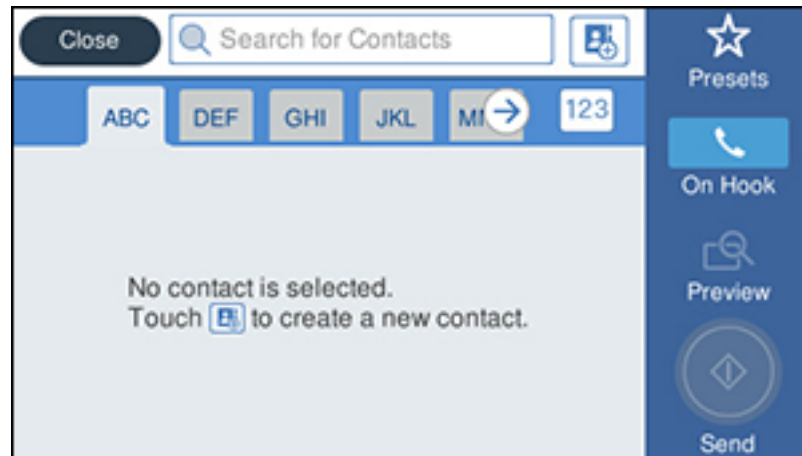 Close
Search for Contacts
ABC
DEF
GHI
JKL
123
No contact is selected.
Touch to create a new contact.
Presets
On Hook
Preview
Send